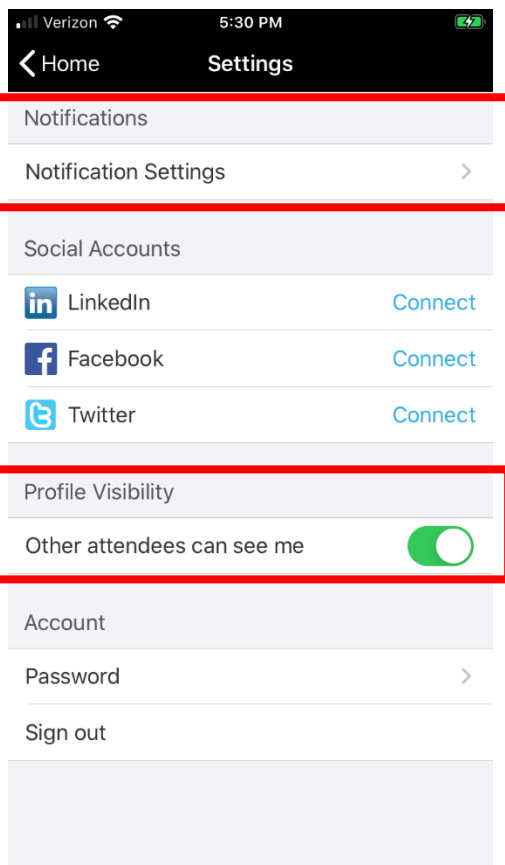 Verizon 5:30 PM
Home Settings
Notifications
Notification Settings
Social Accounts
in LinkedIn Connect
f Facebook Connect
t Twitter Connect
Profile Visibility
Other attendees can see me
Account
Password
Sign out